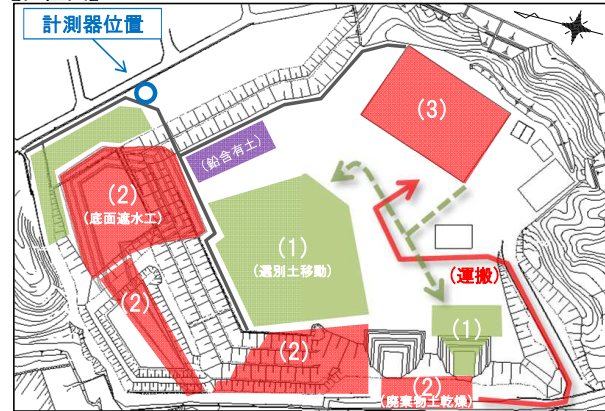 計測器位置
(3)
(鉛含有土)
(2)
(底面遮水工)
(1)
(選別土移動)
(運搬)
(2)
(2)
(1)
(2)
(廃棄物土乾燥)